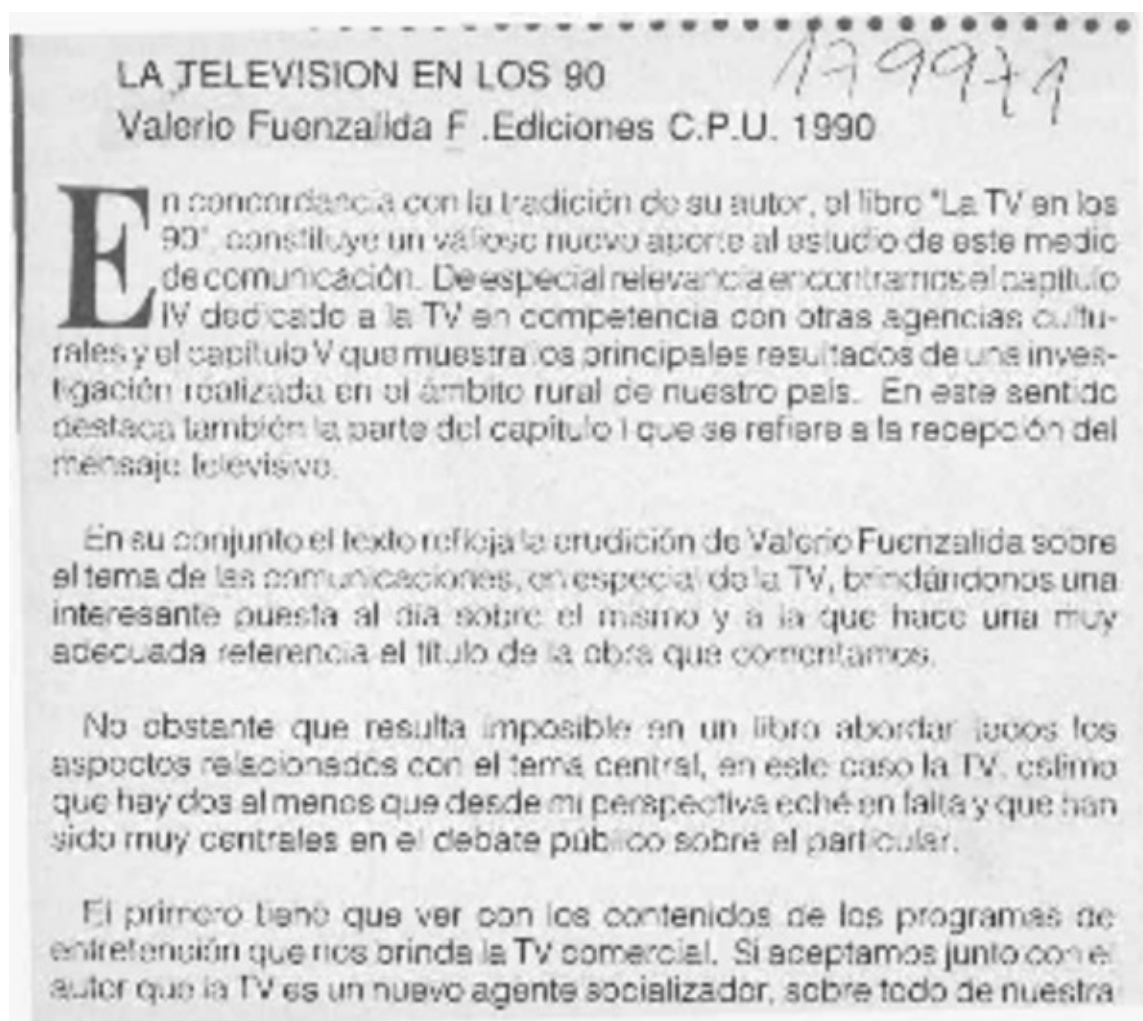 179971
LA TELEVISION EN LOS 90
Valerio Fuenzalida F .Ediciones C.P.U. 1990
En concordancia con la tradición de su autor, el libro "La TV en los
90", constituye un valioso nuevo aporte al estudio de este medio
de comunicación. De especial relevancia encontramos el capítulo
IV dedicado a la TV en competencia con otras agencias cultu-
rales y el capítulo V que muestra los principales resultados de una inves-
tigación realizada en el ámbito rural de nuestro país. En este sentido
destaca también la parte del capítulo I que se refiere a la recepción del
mensaje televisivo.
En su conjunto el texto refleja la erudición de Valerio Fuenzalida sobre
el tema de las comunicaciones, en especial de la TV, brindándonos una
interesante puesta al día sobre el mismo y a la que hace una muy
adecuada referencia el título de la obra que comentamos.
No obstante que resulta imposible en un libro abordar todos los
aspectos relacionados con el tema central, en este caso la TV, estimo
que hay dos al menos que desde mi perspectiva eché en falta y que han
sido muy centrales en el debate público sobre el particular.
El primero tiene que ver con los contenidos de los programas de
entretención que nos brinda la TV comercial. Si aceptamos junto con el
autor que la TV es un nuevo agente socializador, sobre todo de nuestra